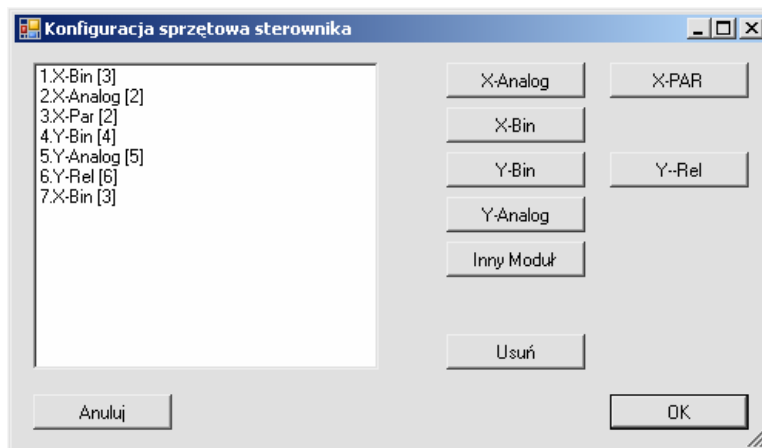 Konfiguracja sprzętowa sterownika
1.X-Bin [3]
2.X-Analog [2]
3.X-Par [2]
4.Y-Bin [4]
5.Y-Analog [5]
6.Y-Rel [6]
7.X-Bin [3]
X-Analog
X-PAR
X-Bin
Y-Bin
Y--Rel
Y-Analog
Inny Moduł
Usuń
Anuluj
OK